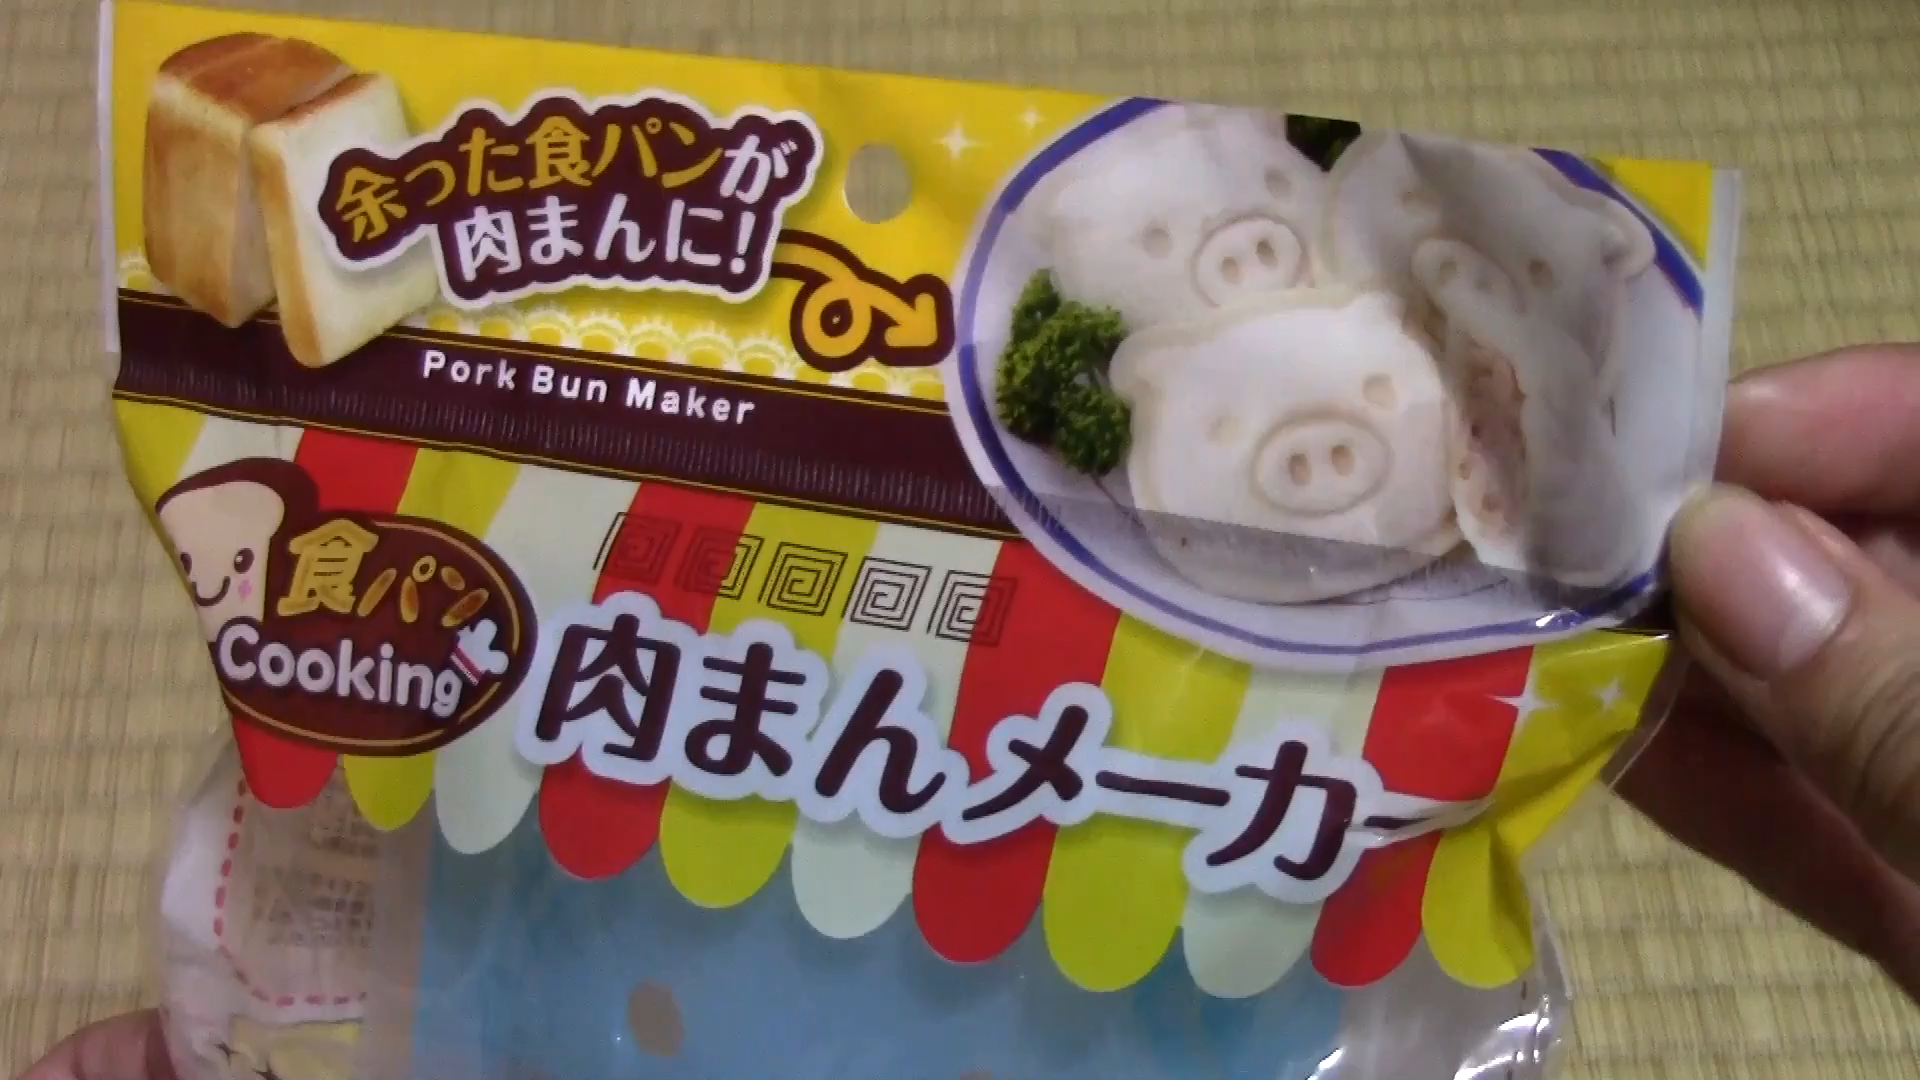 余った食パンが
肉まんに!
Pork Bun Maker
食パン
Cooking
肉まんメーカー